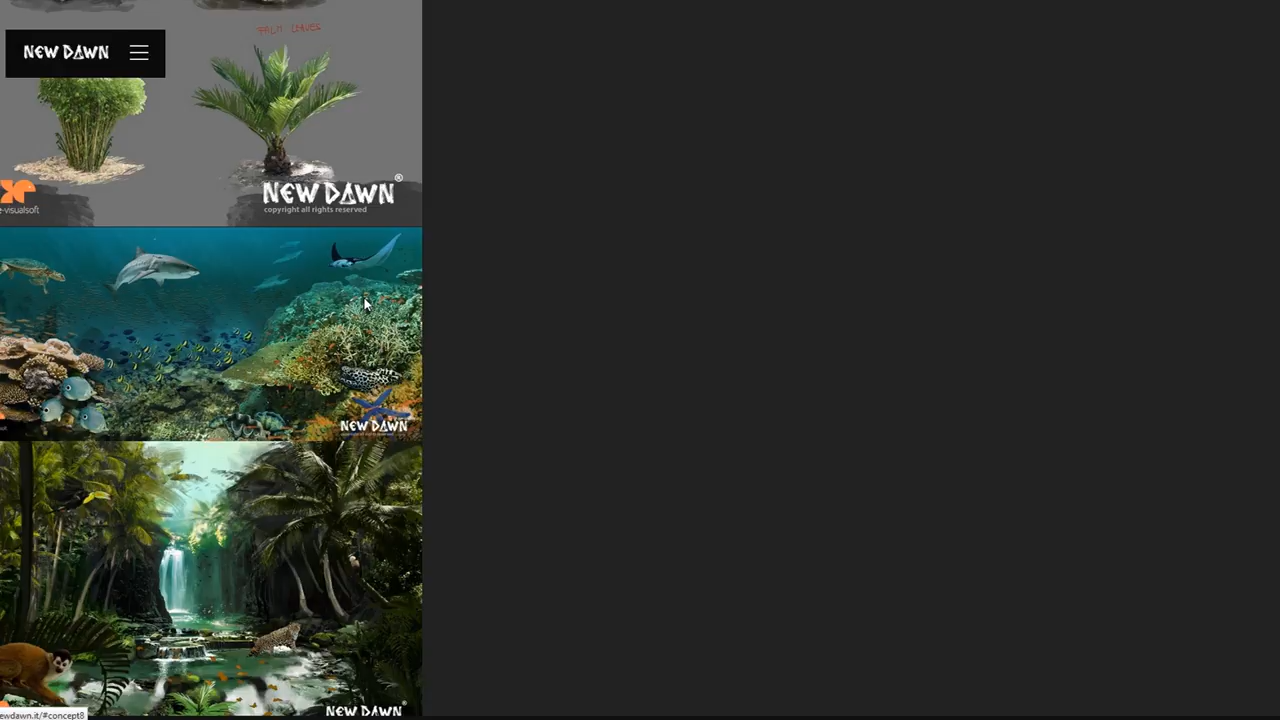 PALM LEAVES
NEW DAWN
NEW DAWN®
copyright all rights reserved
e-visualsoft
NEW DAWN
NEW DAWN®
ewdawn.it/#concept8